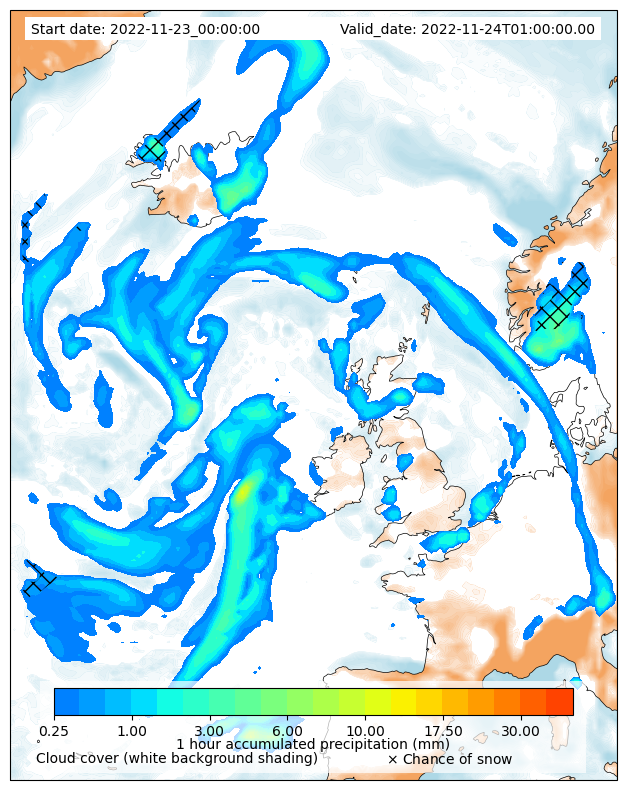 Start date: 2022-11-23_00:00:00 Valid_date: 2022-11-24T01:00:00.00
0.25 1.00 3.00 6.00 10.00 17.50 30.00
1 hour accumulated precipitation (mm)
Cloud cover (white background shading) × Chance of snow